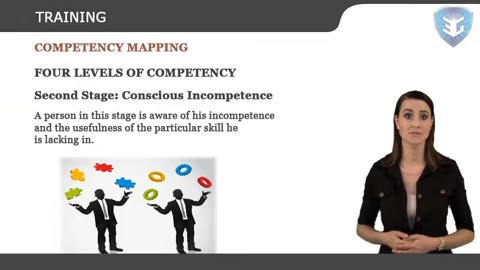 TRAINING
COMPETENCY MAPPING
FOUR LEVELS OF COMPETENCY
Second Stage: Conscious Incompetence
A person in this stage is aware of his incompetence
and the usefulness of the particular skill he
is lacking in.